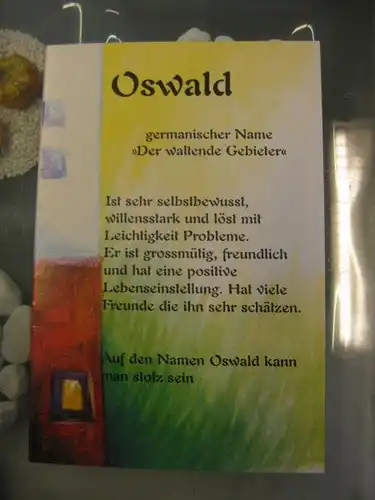 Oswald
germanischer Name
»Der waltende Gebieter«
Ist sehr selbstbewusst,
willensstark und löst mit
Leichtigkeit Probleme.
Er ist grossmütig, freundlich
und hat eine positive
Lebenseinstellung. Hat viele
Freunde die ihn sehr schätzen.
Auf den Namen Oswald kann
man stolz sein